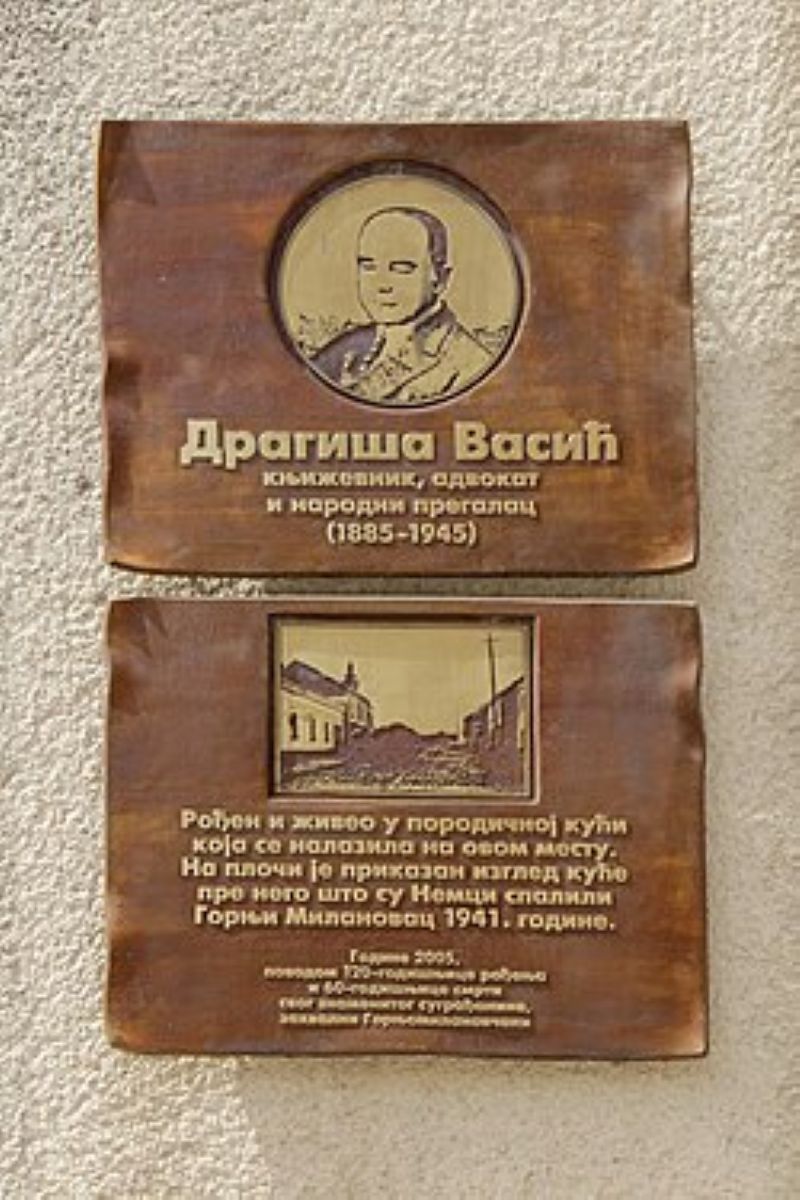 Драгиша Васић
књижевник, адвокат
и народни прегалац
(1885-1945)
Рођен и живео у породичној кући
која се налазила на овом месту.
На плочи је приказан изглед куће
пре него што су Немци спалили
Горњи Милановац 1941. године.
Године 2005,
поводом 120-годишњице рођења
и 60-годишњице смрти
свог знаменитог суграђанина,
захвални Горњомилановчани